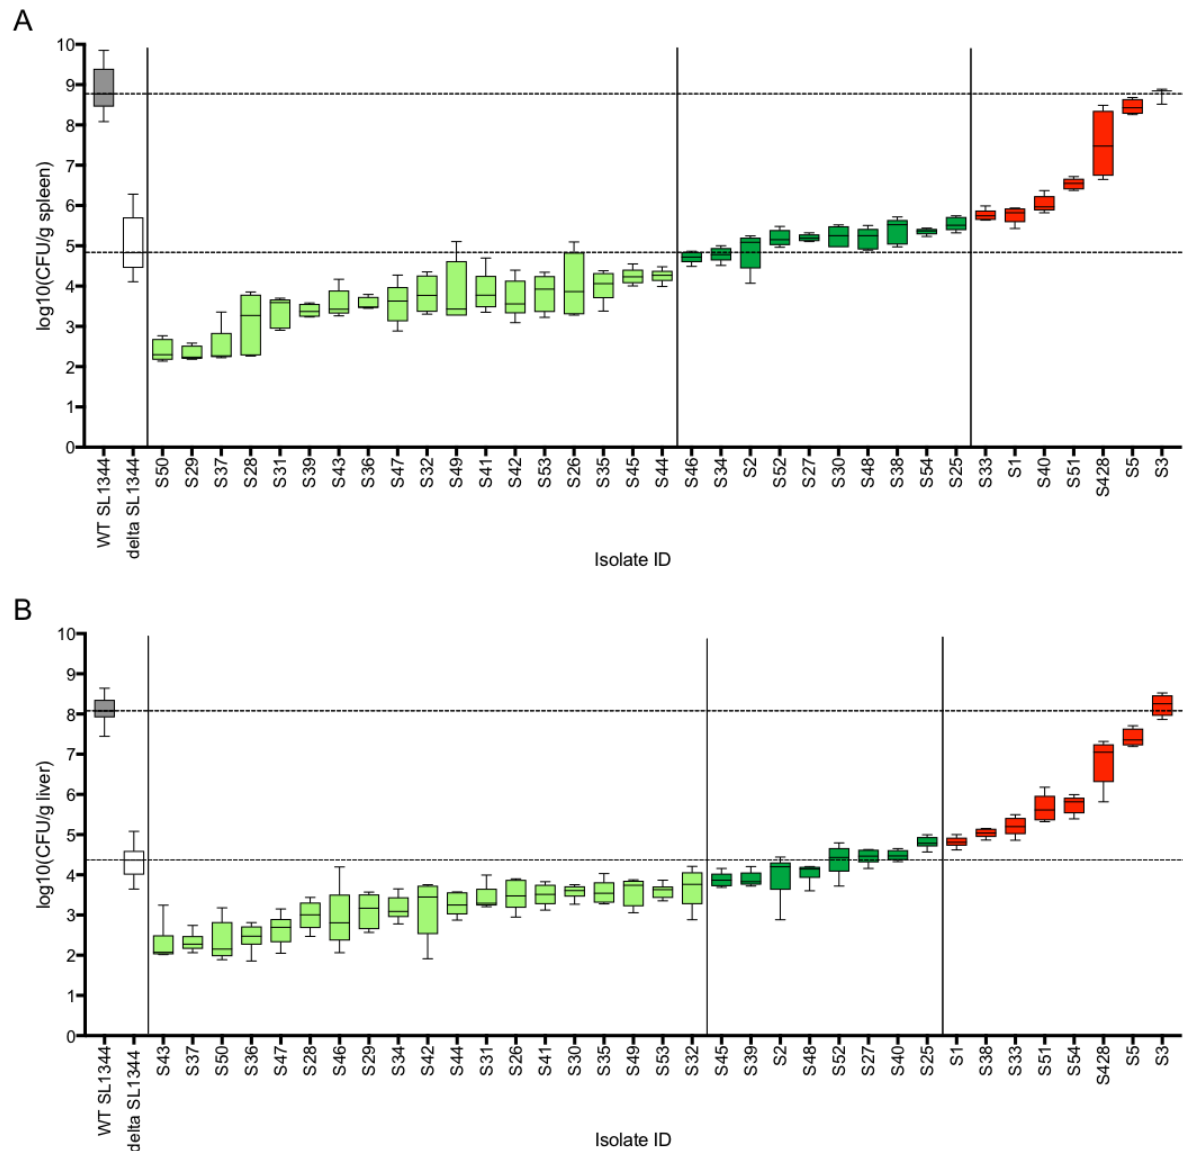 A
log10(CFU/g spleen)
10
9
8
7
6
5
4
3
2
1
0
WT SL1344
delta SL1344
S50
S29
S37
S28
S31
S39
S43
S36
S47
S32
S49
S41
S42
S53
S26
S35
S45
S44
S46
S34
S2
S52
S27
S30
S48
S38
S54
S25
S33
S1
S40
S51
S428
S5
S3
Isolate ID
B
log10(CFU/g liver)
10
9
8
7
6
5
4
3
2
1
0
WT SL1344
delta SL1344
S43
S37
S50
S36
S47
S28
S46
S29
S34
S42
S44
S31
S26
S41
S30
S35
S49
S53
S32
S45
S39
S2
S48
S52
S27
S40
S25
S1
S38
S33
S51
S54
S428
S5
S3
Isolate ID